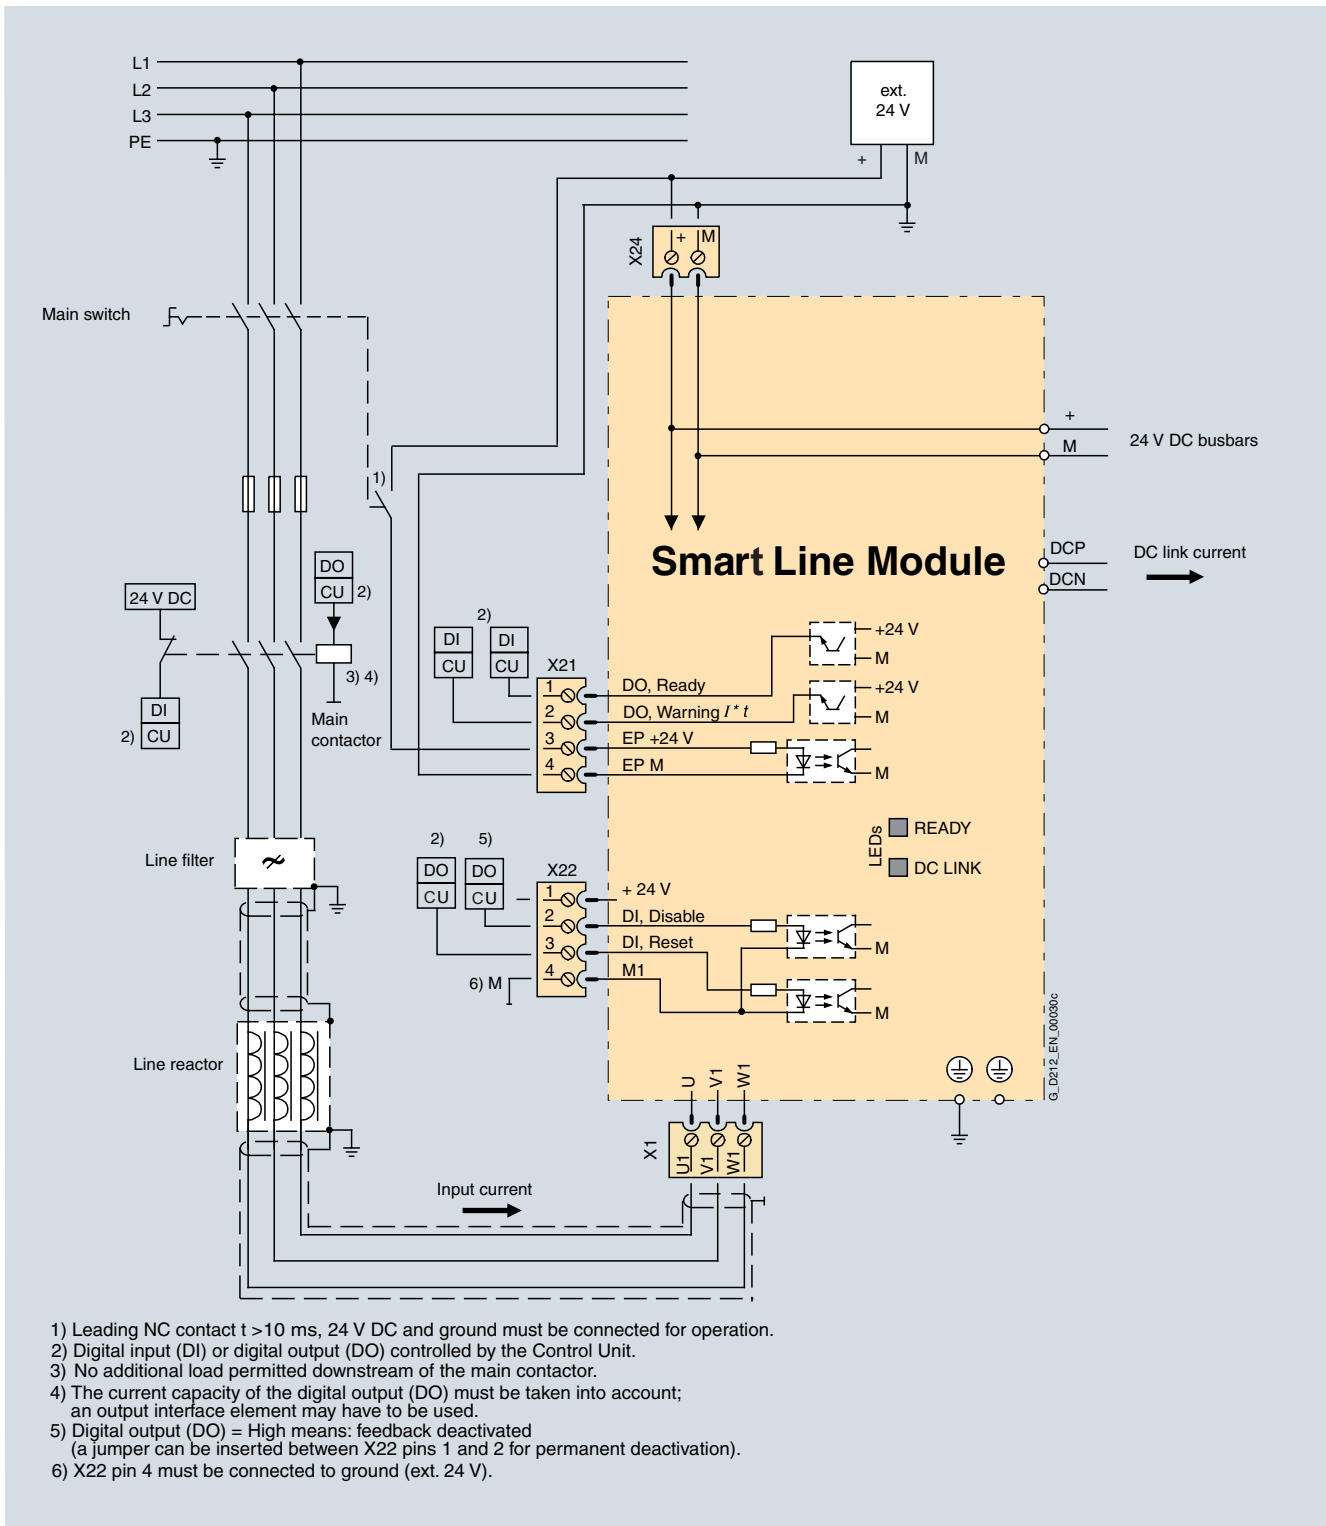 L1
L2
L3
PE
ext.
24 V
+
M
X24
+
M
Main switch
1)
+
M
24 V DC busbars
Smart Line Module
DCP
DCN
DC link current
DO
CU
2)
24 V DC
3) 4)
Main
contactor
DI
CU
2)
2)
DI
CU
DI
CU
X21
1
2
3
4
DO, Ready
DO, Warning I * t
EP +24 V
EP M
+24 V
M
+24 V
M
M
LEDs
READY
DC LINK
Line filter
2)
5)
DO
CU
DO
CU
X22
1
2
3
4
+ 24 V
DI, Disable
DI, Reset
M1
6) M
M
M
Line reactor
G_D212_EN_00030c
U
V1
W1
X1
U1
V1
W1
Input current
1) Leading NC contact t >10 ms, 24 V DC and ground must be connected for operation.
2) Digital input (DI) or digital output (DO) controlled by the Control Unit.
3) No additional load permitted downstream of the main contactor.
4) The current capacity of the digital output (DO) must be taken into account;
an output interface element may have to be used.
5) Digital output (DO) = High means: feedback deactivated
(a jumper can be inserted between X22 pins 1 and 2 for permanent deactivation).
6) X22 pin 4 must be connected to ground (ext. 24 V).